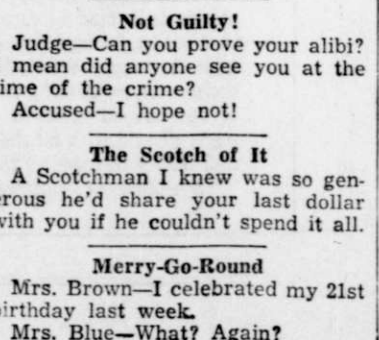 Not Guilty!
Judge—Can you prove your alibi?
mean did anyone see you at the
ime of the crime?
Accused—I hope not!
The Scotch of It
A Scotchman I knew was so gen-
rous he'd share your last dollar
with you if he couldn't spend it all.
Merry-Go-Round
Mrs. Brown—I celebrated my 21st
birthday last week.
Mrs. Blue—What? Again?